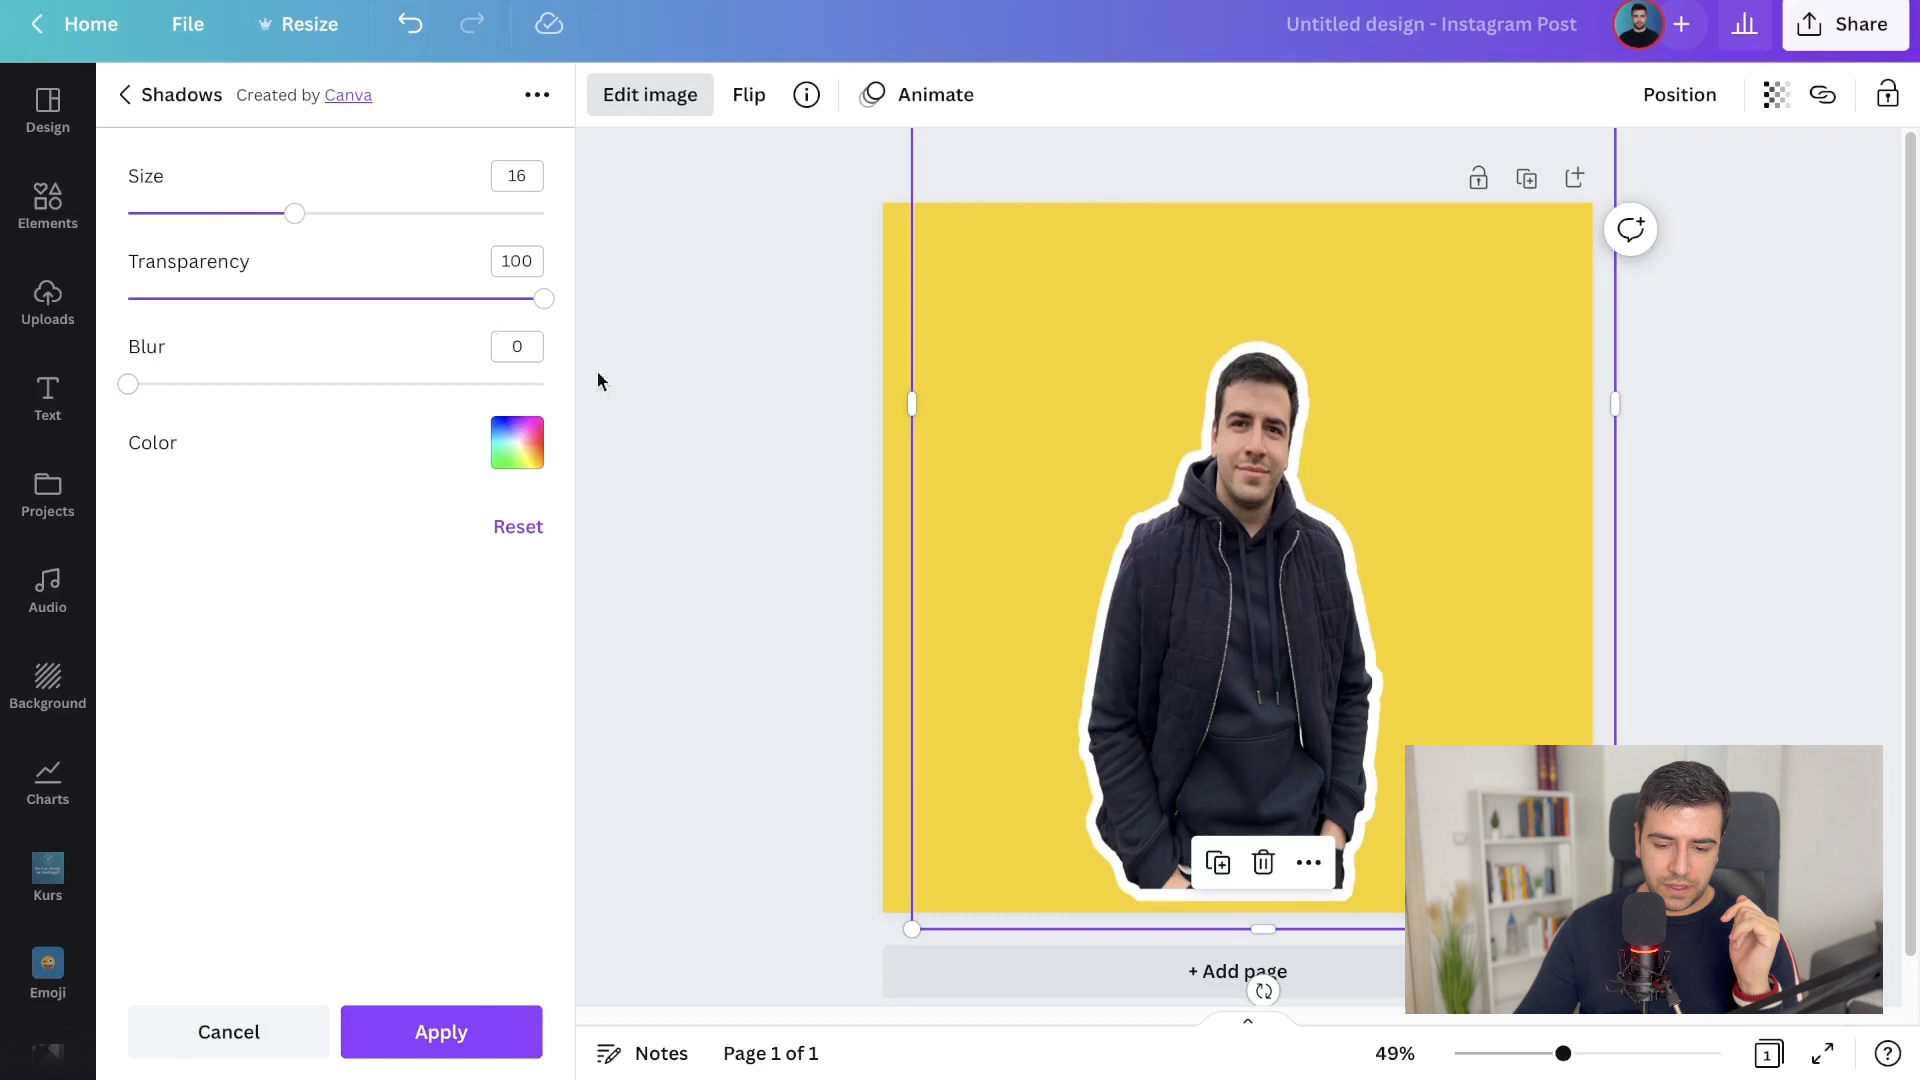 Home
File
Resize
Untitled design - Instagram Post
Share
Design
Elements
Uploads
Text
Projects
Audio
Background
Charts
Kurs
Emoji
Shadows Created by Canva
Size 16
Transparency 100
Blur 0
Color
Reset
Cancel
Apply
Edit image
Flip
Animate
Position
+ Add page
Notes
Page 1 of 1
49%
1